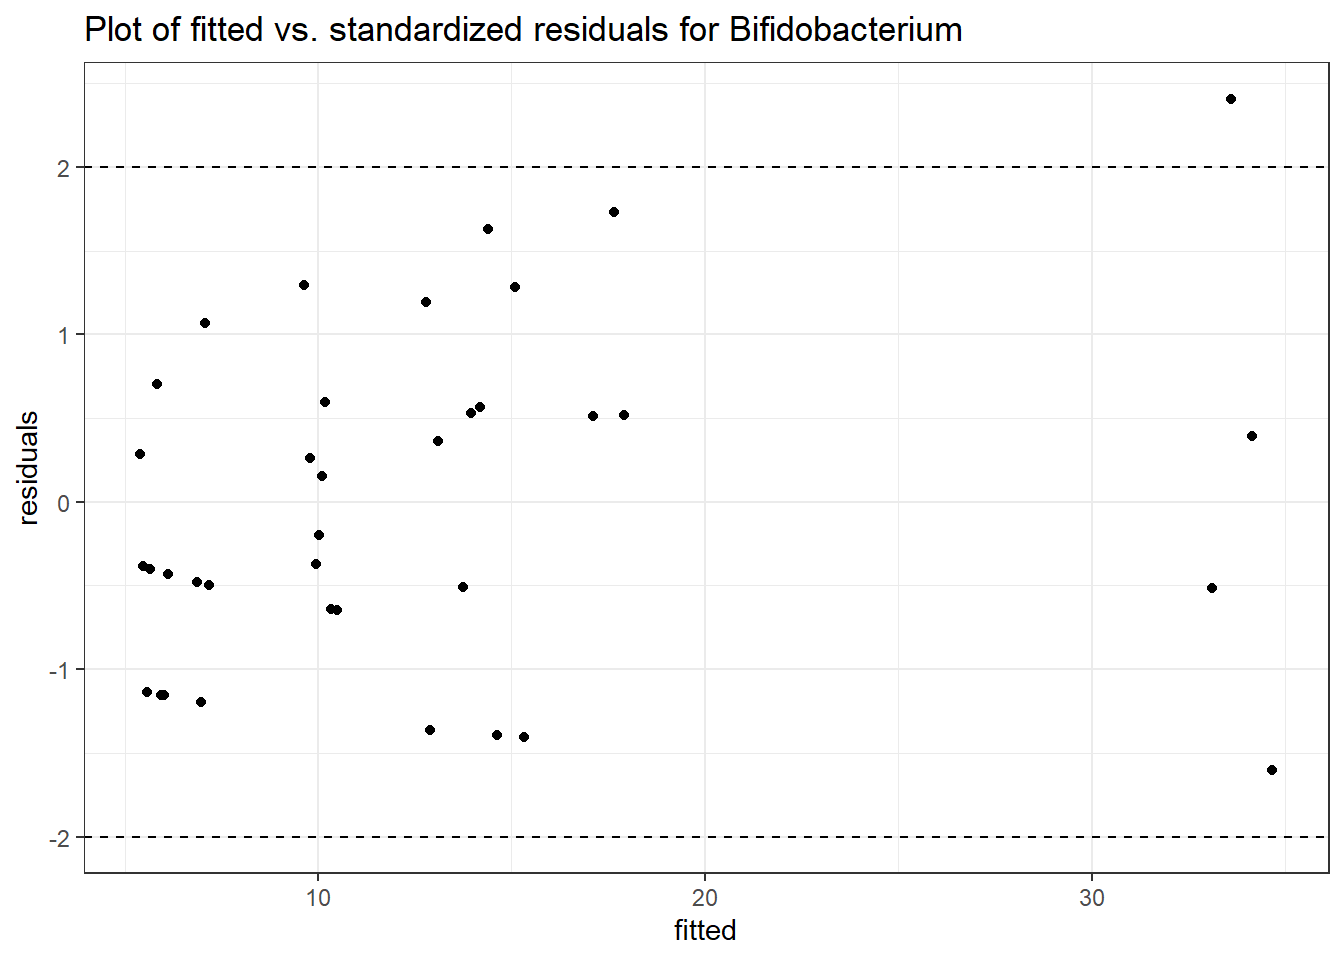 Plot of fitted vs. standardized residuals for Bifidobacterium
2
1
0
-1
-2
residuals
10 20 30
fitted